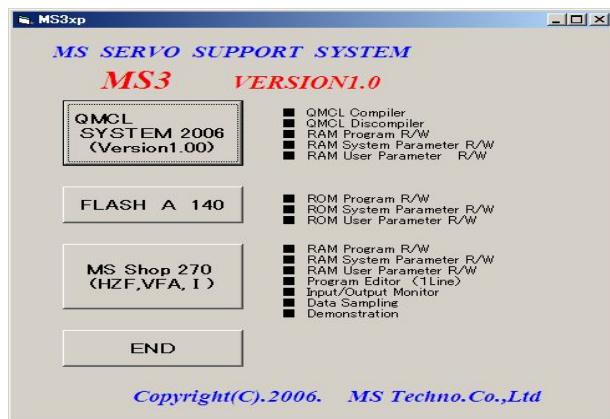 MS3xp
MS SERVO SUPPORT SYSTEM
MS3 VERSION1.0
QMCL
SYSTEM 2006
(Version1.00)
■ QMCL Compiler
■ QMCL Discompiler
■ RAM Program R/W
■ RAM System Parameter R/W
■ RAM User Parameter R/W
FLASH A 140
■ ROM Program R/W
■ ROM System Parameter R/W
■ ROM User Parameter R/W
MS Shop 270
(HZF,VFA, I )
■ RAM Program R/W
■ RAM System Parameter R/W
■ RAM User Parameter R/W
■ Program Editor (1Line)
■ Input/Output Monitor
■ Data Sampling
■ Demonstration
END
Copyright(C).2006. MS Techno.Co.,Ltd